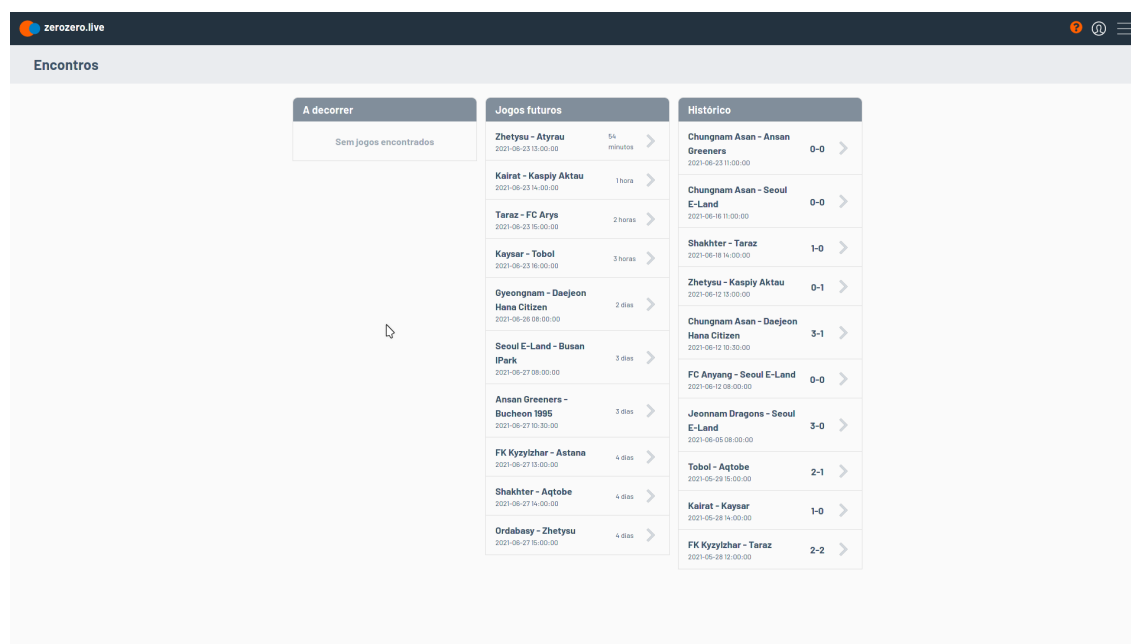 zerozero.live
?
Encontros
A decorrer
Sem jogos encontrados
Jogos futuros
Zhetysu - Atyrau
2021-06-23 13:00:00
54
minutos
Kairat - Kaspiy Aktau
2021-06-23 14:00:00
1 hora
Taraz - FC Arys
2021-06-23 15:00:00
2 horas
Kaysar - Tobol
2021-06-23 16:00:00
3 horas
Gyeongnam - Daejeon
Hana Citizen
2021-06-26 08:00:00
2 dias
Seoul E-Land - Busan
IPark
2021-06-27 08:00:00
3 dias
Ansan Greeners -
Bucheon 1995
2021-06-27 10:30:00
3 dias
FK Kyzylzhar - Astana
2021-06-27 13:00:00
4 dias
Shakhter - Aqtobe
2021-06-27 14:00:00
4 dias
Ordabasy - Zhetysu
2021-06-27 15:00:00
4 dias
Histórico
Chungnam Asan - Ansan
Greeners
2021-06-23 11:00:00
0-0
Chungnam Asan - Seoul
E-Land
2021-06-16 11:00:00
0-0
Shakhter - Taraz
2021-06-18 14:00:00
1-0
Zhetysu - Kaspiy Aktau
2021-06-12 13:00:00
0-1
Chungnam Asan - Daejeon
Hana Citizen
2021-06-12 10:30:00
3-1
FC Anyang - Seoul E-Land
2021-06-12 08:00:00
0-0
Jeonnam Dragons - Seoul
E-Land
2021-06-05 08:00:00
3-0
Tobol - Aqtobe
2021-05-29 15:00:00
2-1
Kairat - Kaysar
2021-05-28 14:00:00
1-0
FK Kyzylzhar - Taraz
2021-05-28 12:00:00
2-2